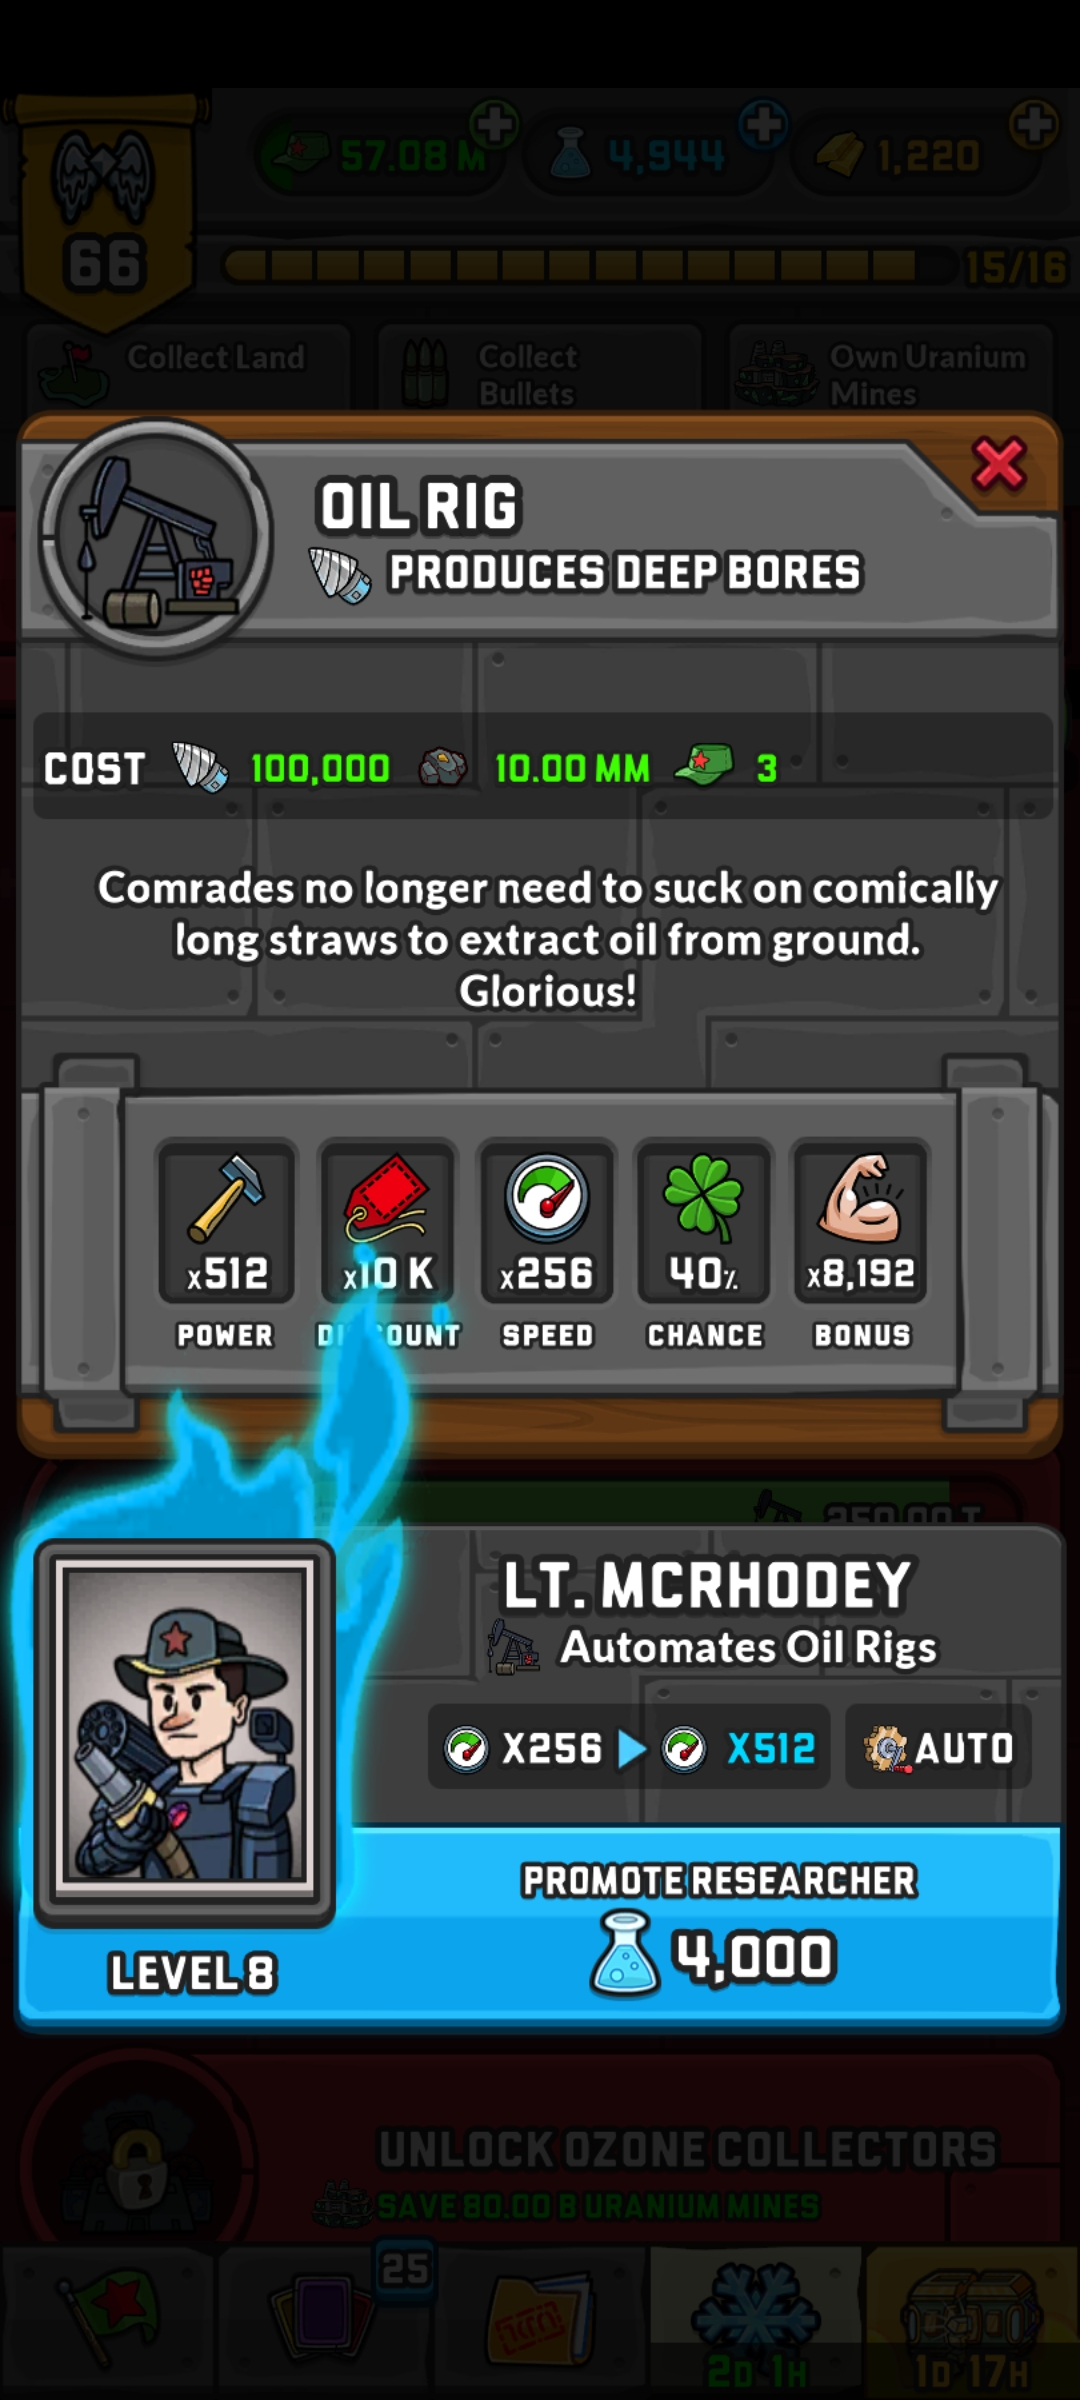 57.08 M
4,944
1,220
66
15/16
Collect Land
Collect
Bullets
Own Uranium
Mines
OIL RIG
PRODUCES DEEP BORES
COST 100,000 10.00 MM 3
Comrades no longer need to suck on comically
long straws to extract oil from ground.
Glorious!
x512
x10 K
x256
40%
x8,192
POWER
DISCOUNT
SPEED
CHANCE
BONUS
LT. MCRHODEY
Automates Oil Rigs
X256 X512 AUTO
PROMOTE RESEARCHER
4,000
LEVEL 8
UNLOCK OZONE COLLECTORS
SAVE 80.00 B URANIUM MINES
25
2D 1H
1D 17H